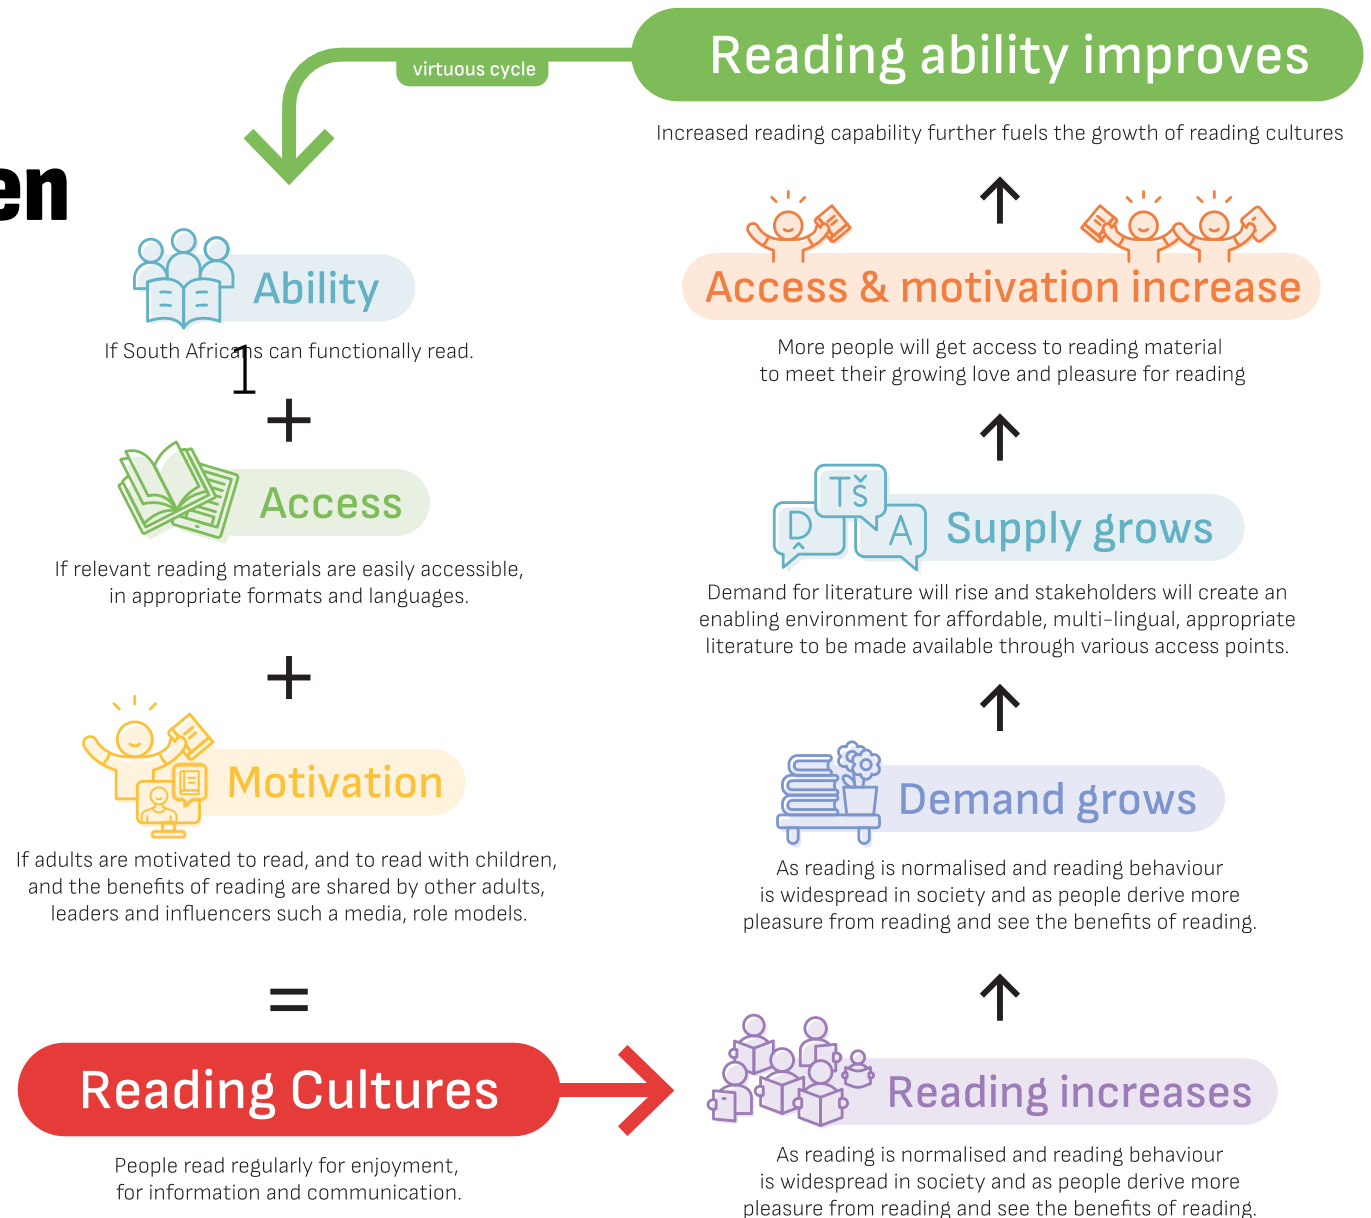 en
Ability
If South Africans can functionally read.
1
+
Access
If relevant reading materials are easily accessible,
in appropriate formats and languages.
+
Motivation
If adults are motivated to read, and to read with children,
and the benefits of reading are shared by other adults,
leaders and influencers such a media, role models.
=
Reading Cultures
People read regularly for enjoyment,
for information and communication.
Reading increases
As reading is normalised and reading behaviour
is widespread in society and as people derive more
pleasure from reading and see the benefits of reading.
Demand grows
As reading is normalised and reading behaviour
is widespread in society and as people derive more
pleasure from reading and see the benefits of reading.
Tš
D̂
A
Supply grows
Demand for literature will rise and stakeholders will create an
enabling environment for affordable, multi-lingual, appropriate
literature to be made available through various access points.
Access & motivation increase
More people will get access to reading material
to meet their growing love and pleasure for reading
Reading ability improves
Increased reading capability further fuels the growth of reading cultures
virtuous cycle